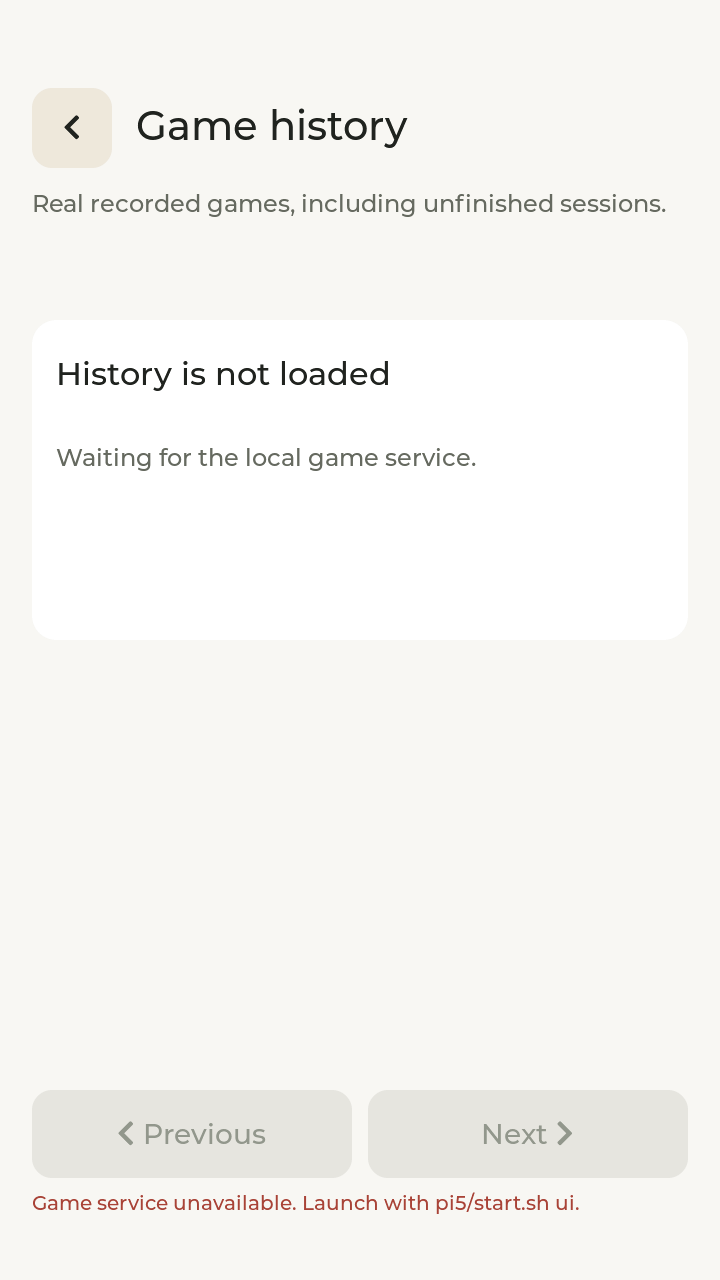 Game history
Real recorded games, including unfinished sessions.
History is not loaded
Waiting for the local game service.
Previous
Next
Game service unavailable. Launch with pi5/start.sh ui.